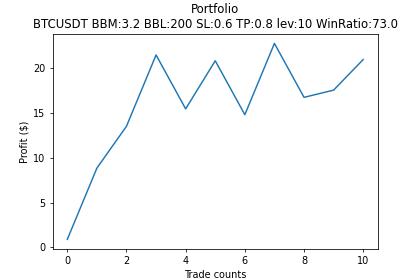 Portfolio
BTCUSDT BBM:3.2 BBL:200 SL:0.6 TP:0.8 lev:10 WinRatio:73.0
20
15
10
5
0
Profit ($)
0 2 4 6 8 10
Trade counts